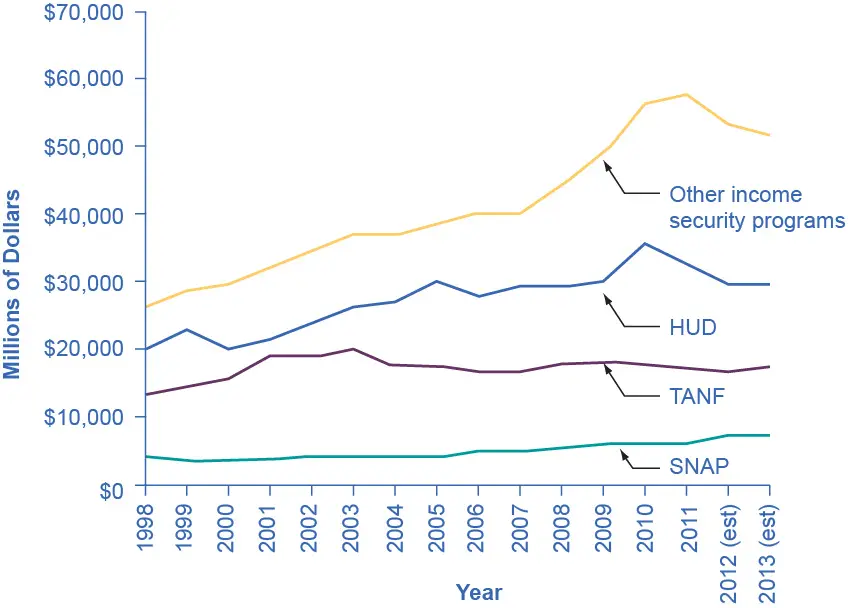 $70,000
$60,000
$50,000
$40,000
$30,000
$20,000
$10,000
$0
Millions of Dollars
Other income
security programs
HUD
TANF
SNAP
1998
1999
2000
2001
2002
2003
2004
2005
2006
2007
2008
2009
2010
2011
2012 (est)
2013 (est)
Year